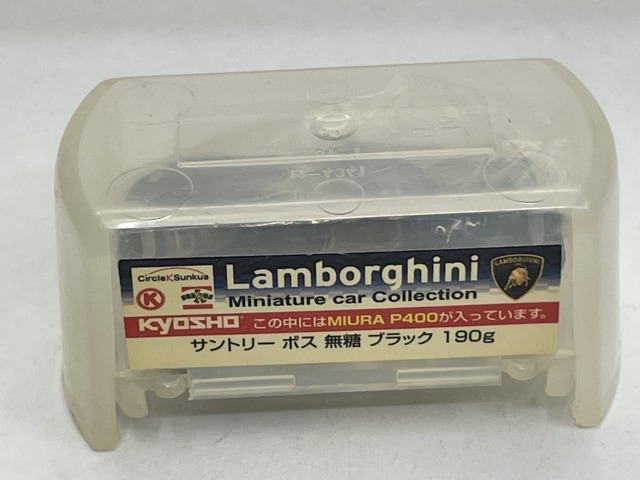 CircleKSunkus
Lamborghini
LAMBORGHINI
K
Miniature car Collection
KYOSHO この中にはMIURA P400が入っています。
サントリー ボス 無糖 ブラック 190g